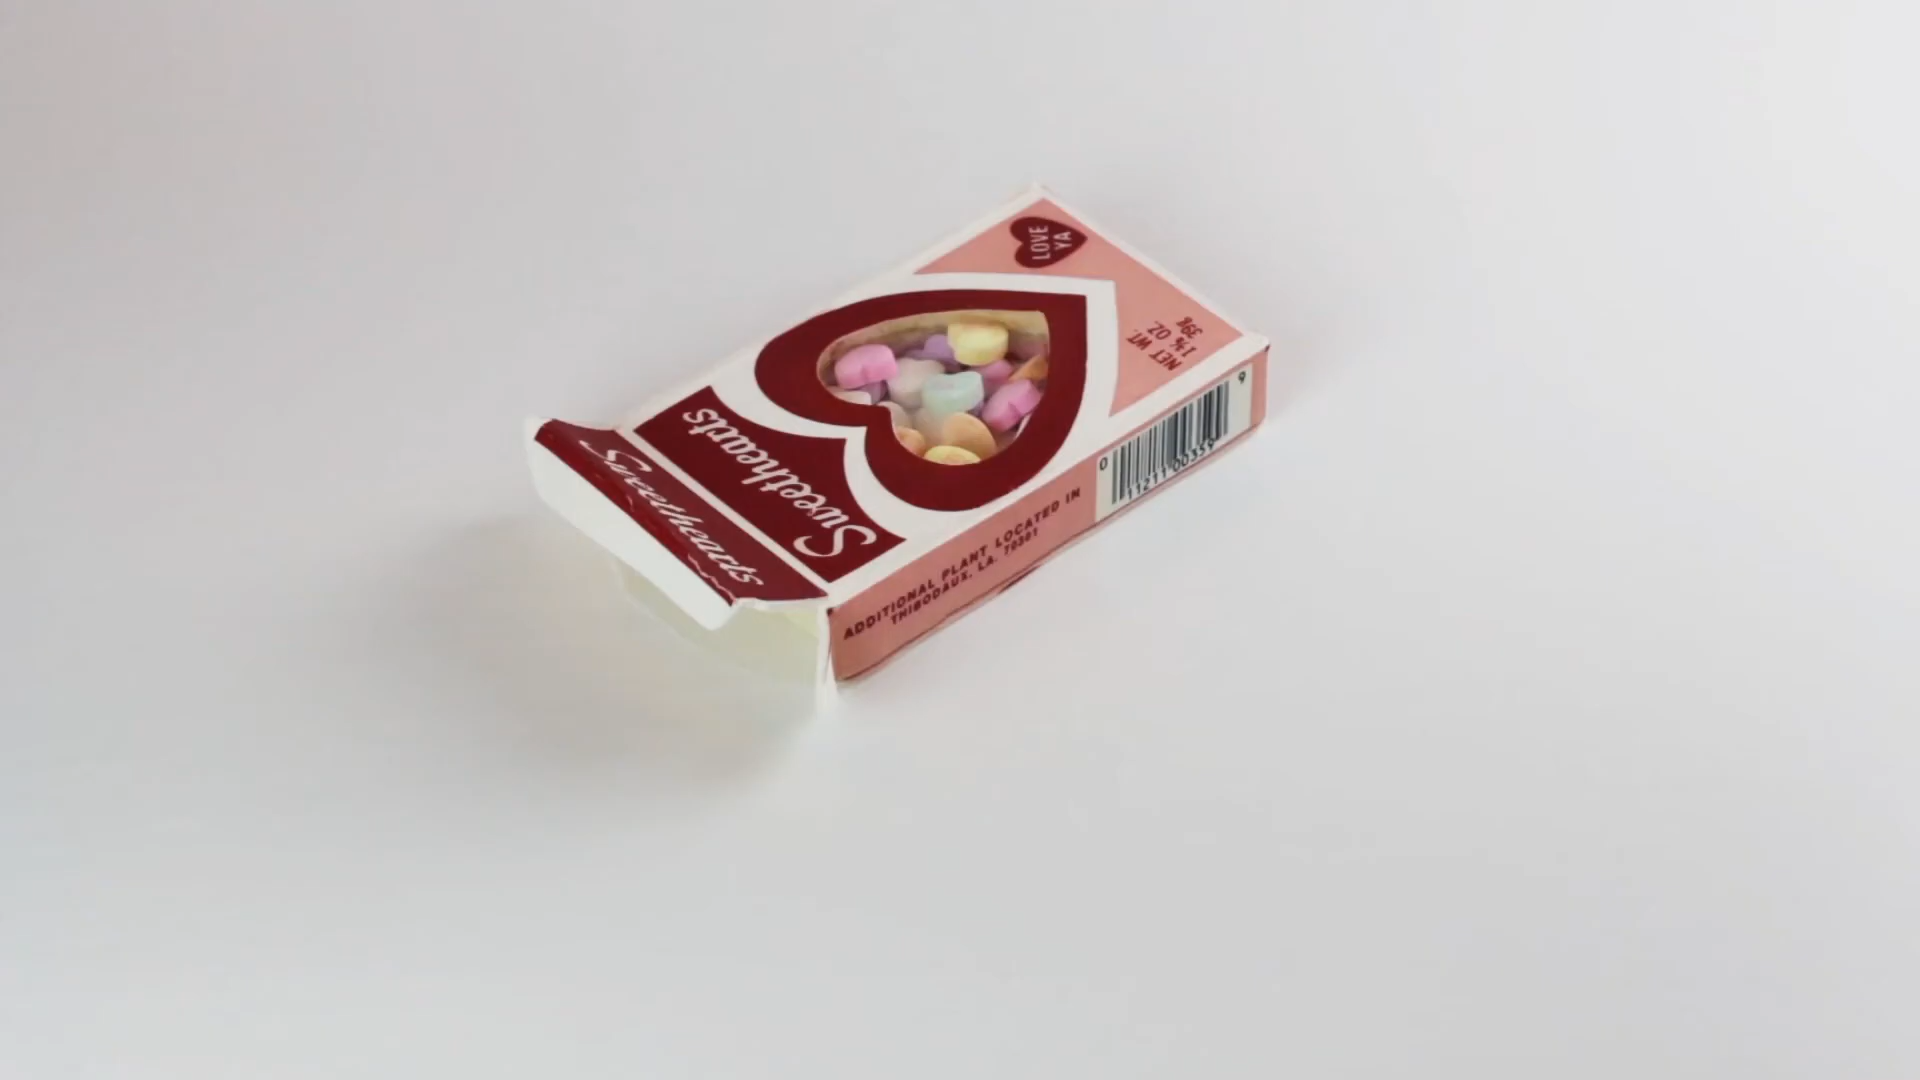 LOVE
YA
NET WT.
1⅜ OZ.
39g
Sweethearts
Sweethearts
ADDITIONAL PLANT LOCATED IN
THIBODAUX, LA. 70301
0 11211 00359 9